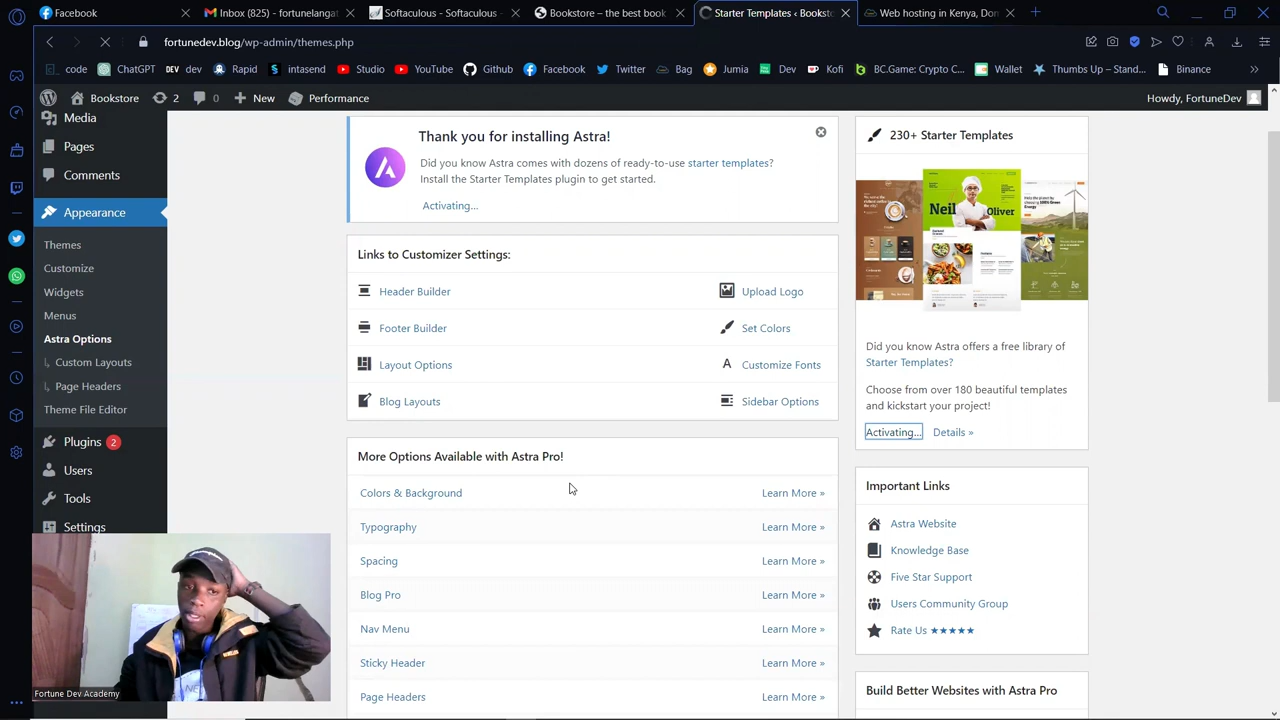 Facebook
Inbox (825) - fortunelangat
Softaculous - Softaculous
Bookstore – the best book
Starter Templates ‹ Bookst
Web hosting in Kenya, Don
fortunedev.blog/wp-admin/themes.php
code
ChatGPT
dev
Rapid
intasend
Studio
YouTube
Github
Facebook
Twitter
Bag
Jumia
Dev
Kofi
BC.Game: Crypto C...
Wallet
Thumbs Up – Stand...
Binance
Bookstore
2
0
New
Performance
Howdy, FortuneDev
Media
Pages
Comments
Appearance
Themes
Customize
Widgets
Menus
Astra Options
Custom Layouts
Page Headers
Theme File Editor
Plugins 2
Users
Tools
Settings
Thank you for installing Astra!
Did you know Astra comes with dozens of ready-to-use starter templates?
Install the Starter Templates plugin to get started.
Activating...
Links to Customizer Settings:
Header Builder
Upload Logo
Footer Builder
Set Colors
Layout Options
Customize Fonts
Blog Layouts
Sidebar Options
More Options Available with Astra Pro!
Colors & Background
Learn More »
Typography
Learn More »
Spacing
Learn More »
Blog Pro
Learn More »
Nav Menu
Learn More »
Sticky Header
Learn More »
Page Headers
Learn More »
230+ Starter Templates
Neil
Oliver
Did you know Astra offers a free library of
Starter Templates?
Choose from over 180 beautiful templates
and kickstart your project!
Activating... Details »
Important Links
Astra Website
Knowledge Base
Five Star Support
Users Community Group
Rate Us ★★★★★
Build Better Websites with Astra Pro
Fortune Dev Academy